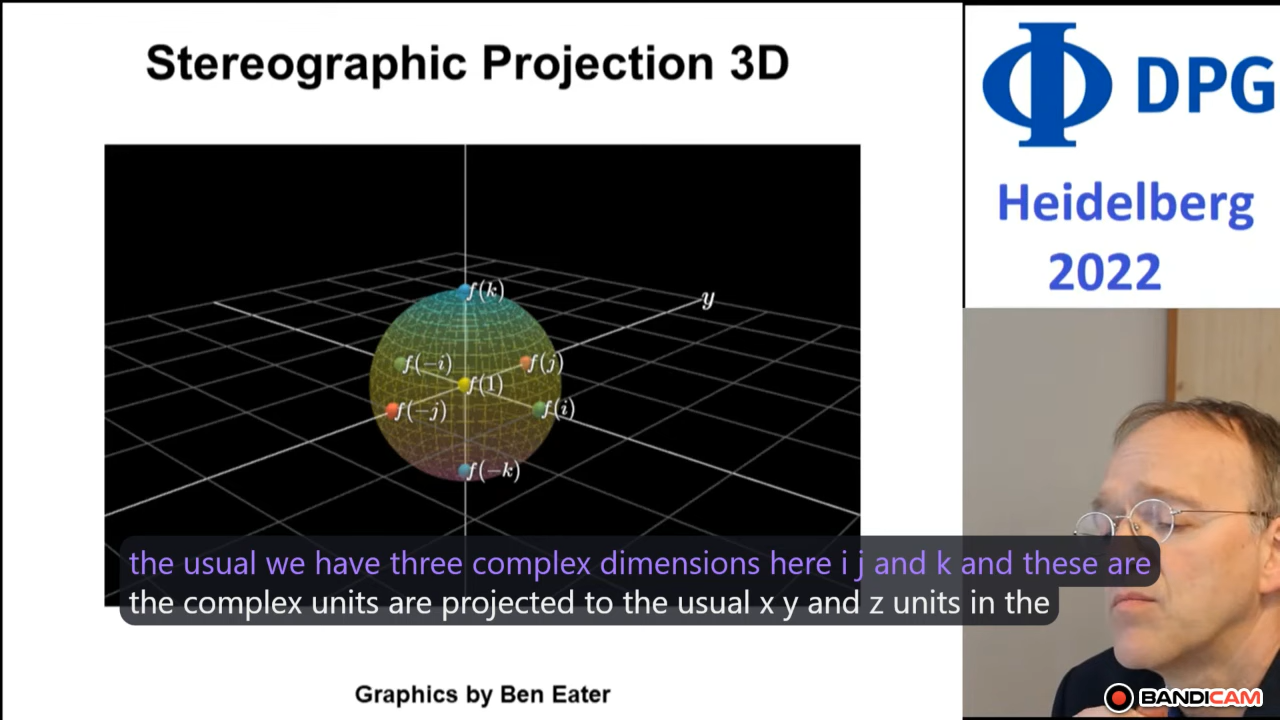 Stereographic Projection 3D
DPG
Heidelberg
2022
f(k)
y
f(−i)
f(j)
f(1)
f(−j)
f(i)
f(−k)
the usual we have three complex dimensions here i j and k and these are
the complex units are projected to the usual x y and z units in the
Graphics by Ben Eater
BANDICAM